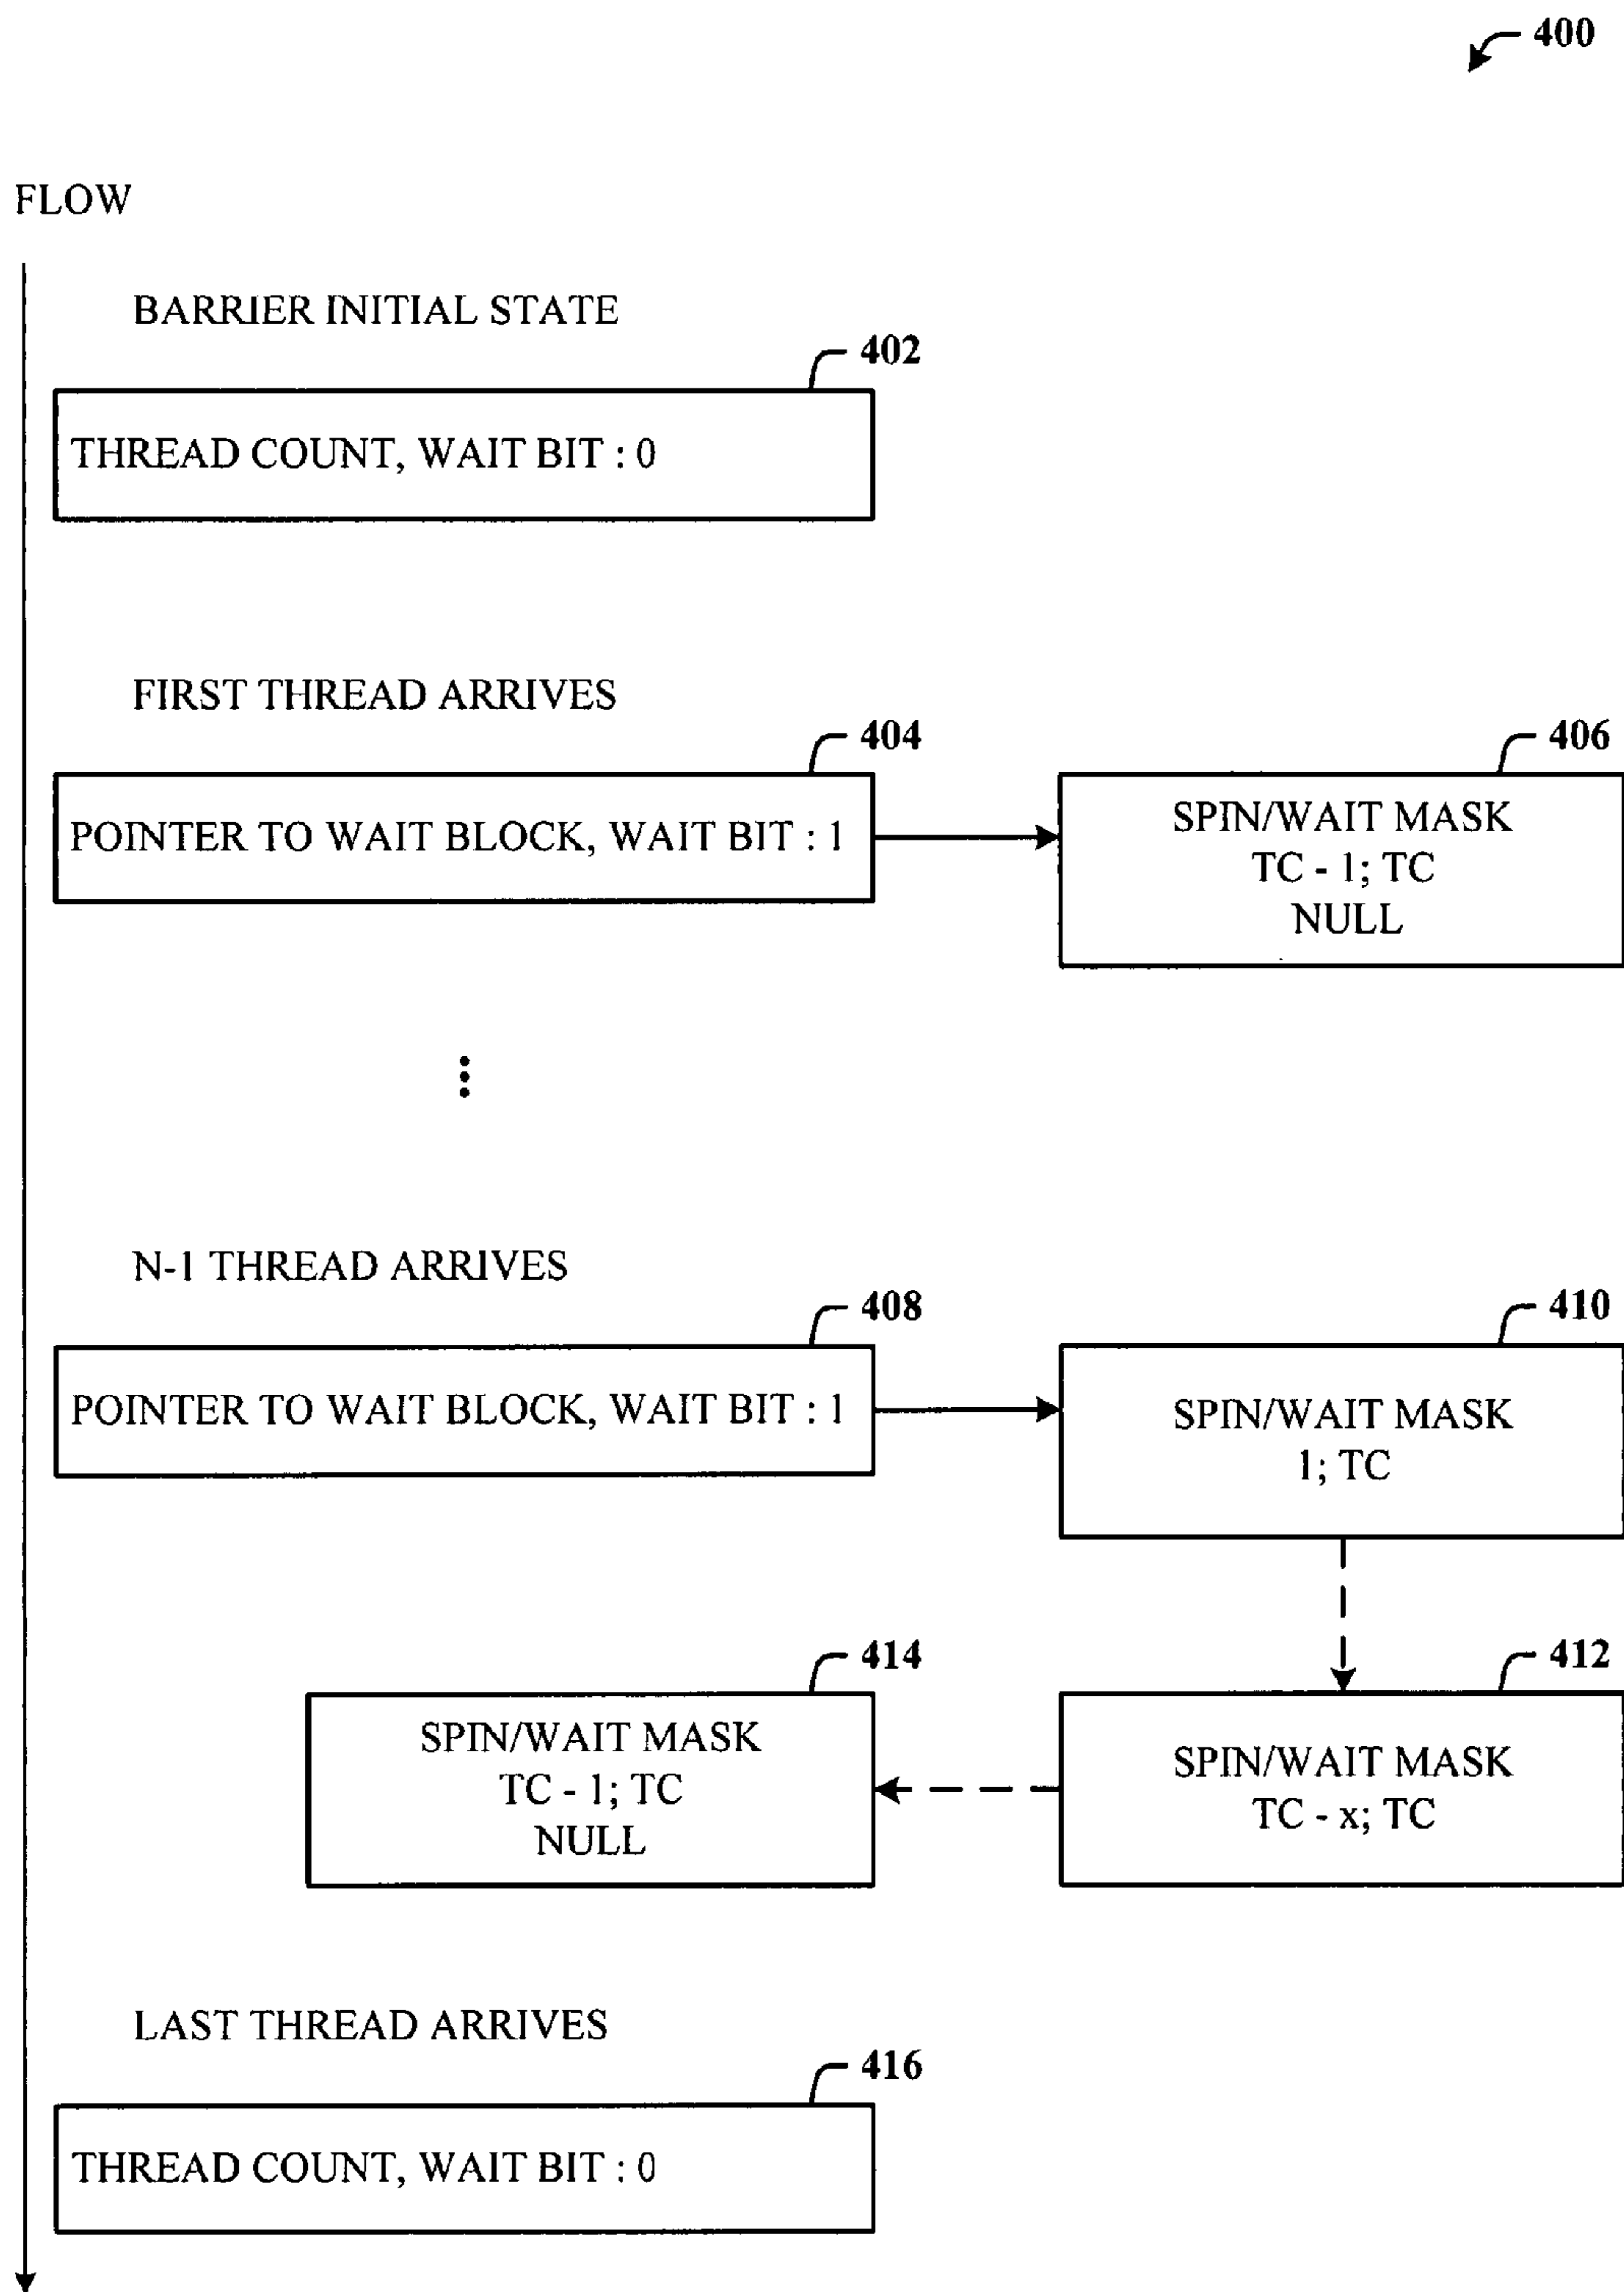 400
FLOW
BARRIER INITIAL STATE
402
THREAD COUNT, WAIT BIT : 0
FIRST THREAD ARRIVES
404
406
POINTER TO WAIT BLOCK, WAIT BIT : 1
SPIN/WAIT MASK
TC - 1; TC
NULL
N-1 THREAD ARRIVES
408
410
POINTER TO WAIT BLOCK, WAIT BIT : 1
SPIN/WAIT MASK
1; TC
414
412
SPIN/WAIT MASK
TC - 1; TC
NULL
SPIN/WAIT MASK
TC - x; TC
LAST THREAD ARRIVES
416
THREAD COUNT, WAIT BIT : 0